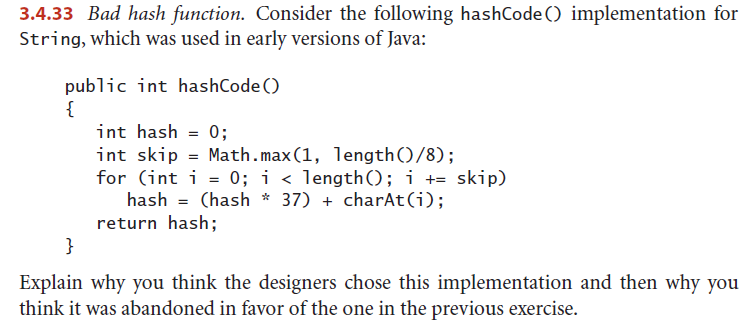 3.4.33 Bad hash function. Consider the following hashCode() implementation for
String, which was used in early versions of Java:
public int hashCode()
{
   int hash = 0;
   int skip = Math.max(1, length()/8);
   for (int i = 0; i < length(); i += skip)
      hash = (hash * 37) + charAt(i);
   return hash;
}
Explain why you think the designers chose this implementation and then why you
think it was abandoned in favor of the one in the previous exercise.